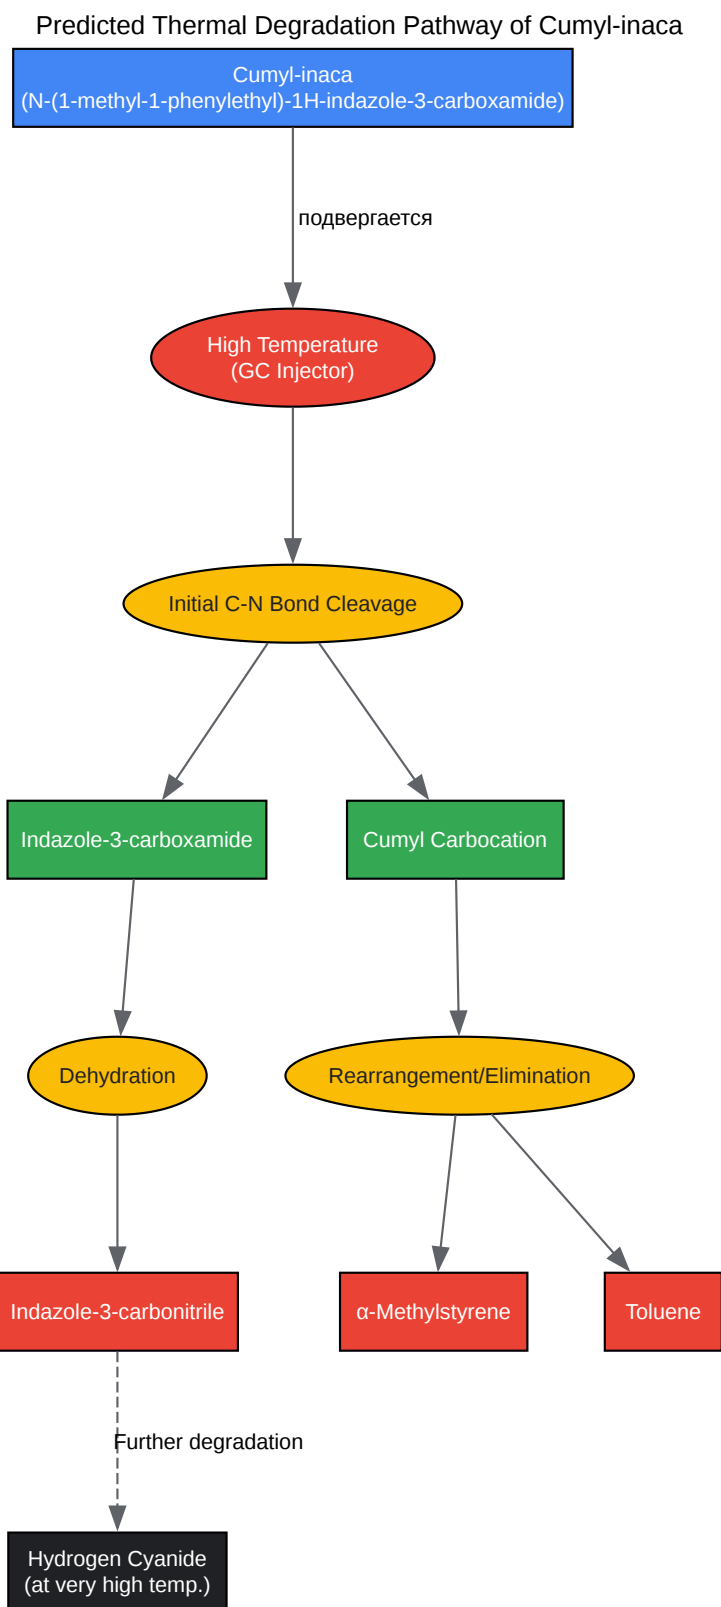 Predicted Thermal Degradation Pathway of Cumyl-inaca
Cumyl-inaca
(N-(1-methyl-1-phenylethyl)-1H-indazole-3-carboxamide)
подвергается
High Temperature
(GC Injector)
Initial C-N Bond Cleavage
Indazole-3-carboxamide
Cumyl Carbocation
Dehydration
Rearrangement/Elimination
Indazole-3-carbonitrile
α-Methylstyrene
Toluene
Further degradation
Hydrogen Cyanide
(at very high temp.)